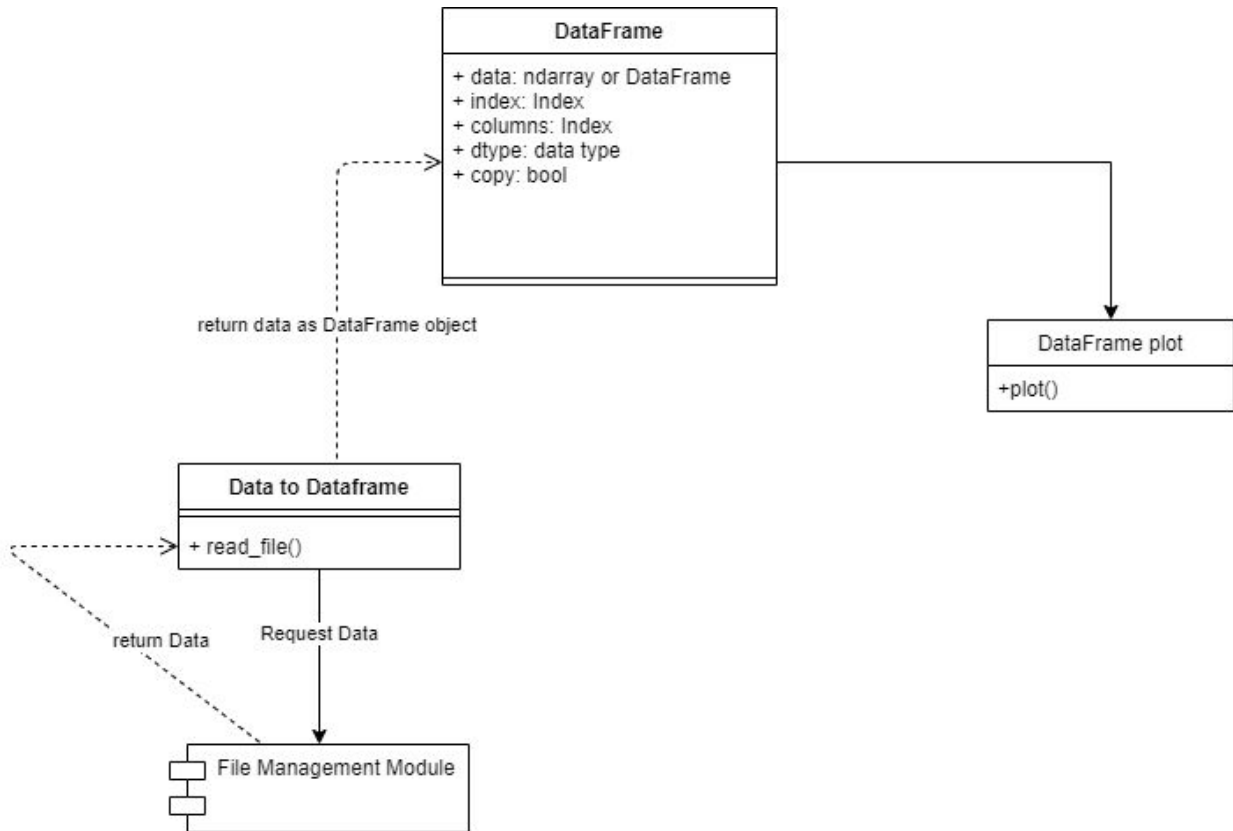 DataFrame
+ data: ndarray or DataFrame
+ index: Index
+ columns: Index
+ dtype: data type
+ copy: bool
return data as DataFrame object
DataFrame plot
+plot()
Data to Dataframe
+ read_file()
return Data
Request Data
File Management Module